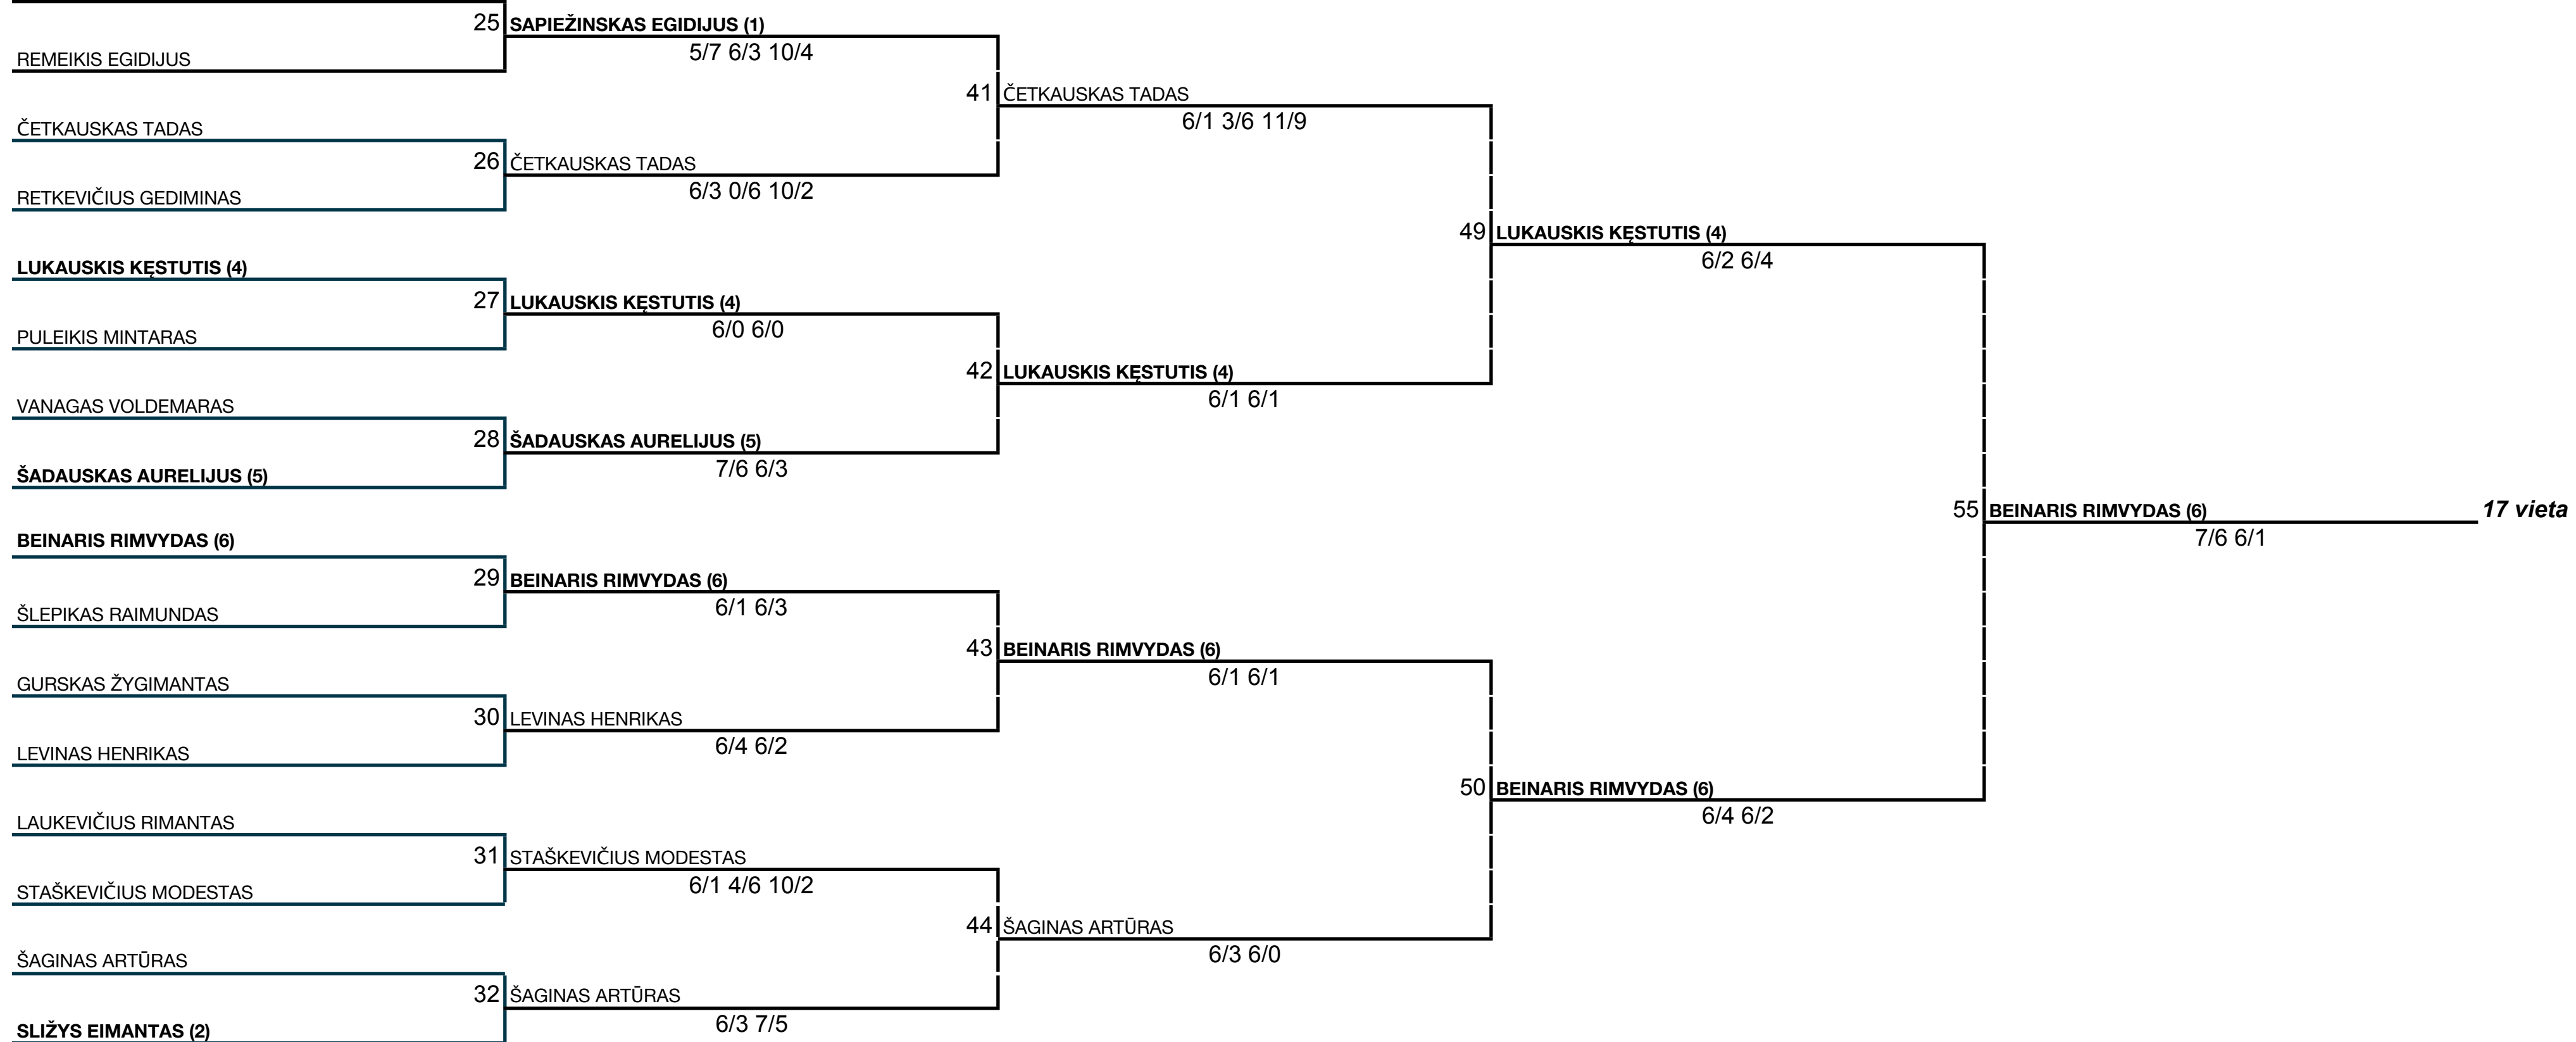 25 SAPIEŽINSKAS EGIDIJUS (1)
REMEIKIS EGIDIJUS
5/7 6/3 10/4
41 ČETKAUSKAS TADAS
ČETKAUSKAS TADAS
6/1 3/6 11/9
26 ČETKAUSKAS TADAS
RETKEVIČIUS GEDIMINAS
6/3 0/6 10/2
49 LUKAUSKIS KĘSTUTIS (4)
LUKAUSKIS KĘSTUTIS (4)
6/2 6/4
27 LUKAUSKIS KĘSTUTIS (4)
PULEIKIS MINTARAS
6/0 6/0
42 LUKAUSKIS KĘSTUTIS (4)
VANAGAS VOLDEMARAS
6/1 6/1
28 ŠADAUSKAS AURELIJUS (5)
ŠADAUSKAS AURELIJUS (5)
7/6 6/3
55 BEINARIS RIMVYDAS (6)
17 vieta
BEINARIS RIMVYDAS (6)
7/6 6/1
29 BEINARIS RIMVYDAS (6)
ŠLEPIKAS RAIMUNDAS
6/1 6/3
43 BEINARIS RIMVYDAS (6)
GURSKAS ŽYGIMANTAS
6/1 6/1
30 LEVINAS HENRIKAS
LEVINAS HENRIKAS
6/4 6/2
50 BEINARIS RIMVYDAS (6)
LAUKEVIČIUS RIMANTAS
6/4 6/2
31 STAŠKEVIČIUS MODESTAS
STAŠKEVIČIUS MODESTAS
6/1 4/6 10/2
44 ŠAGINAS ARTŪRAS
ŠAGINAS ARTŪRAS
6/3 6/0
32 ŠAGINAS ARTŪRAS
SLIŽYS EIMANTAS (2)
6/3 7/5